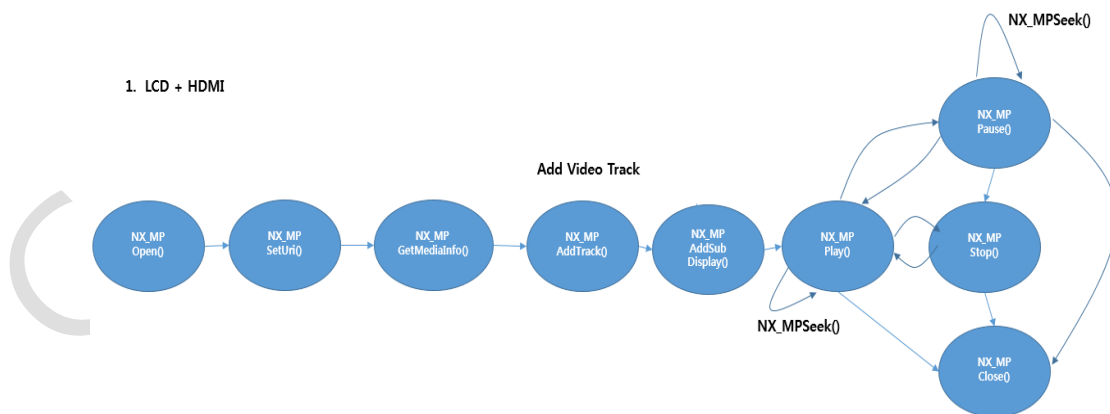 NX_MPSeek()
1. LCD + HDMI
NX_MP
Pause()
Add Video Track
NX_MP
Open()
NX_MP
SetUri()
NX_MP
GetMediaInfo()
NX_MP
AddTrack()
NX_MP
AddSub
Display()
NX_MP
Play()
NX_MP
Stop()
NX_MPSeek()
NX_MP
Close()